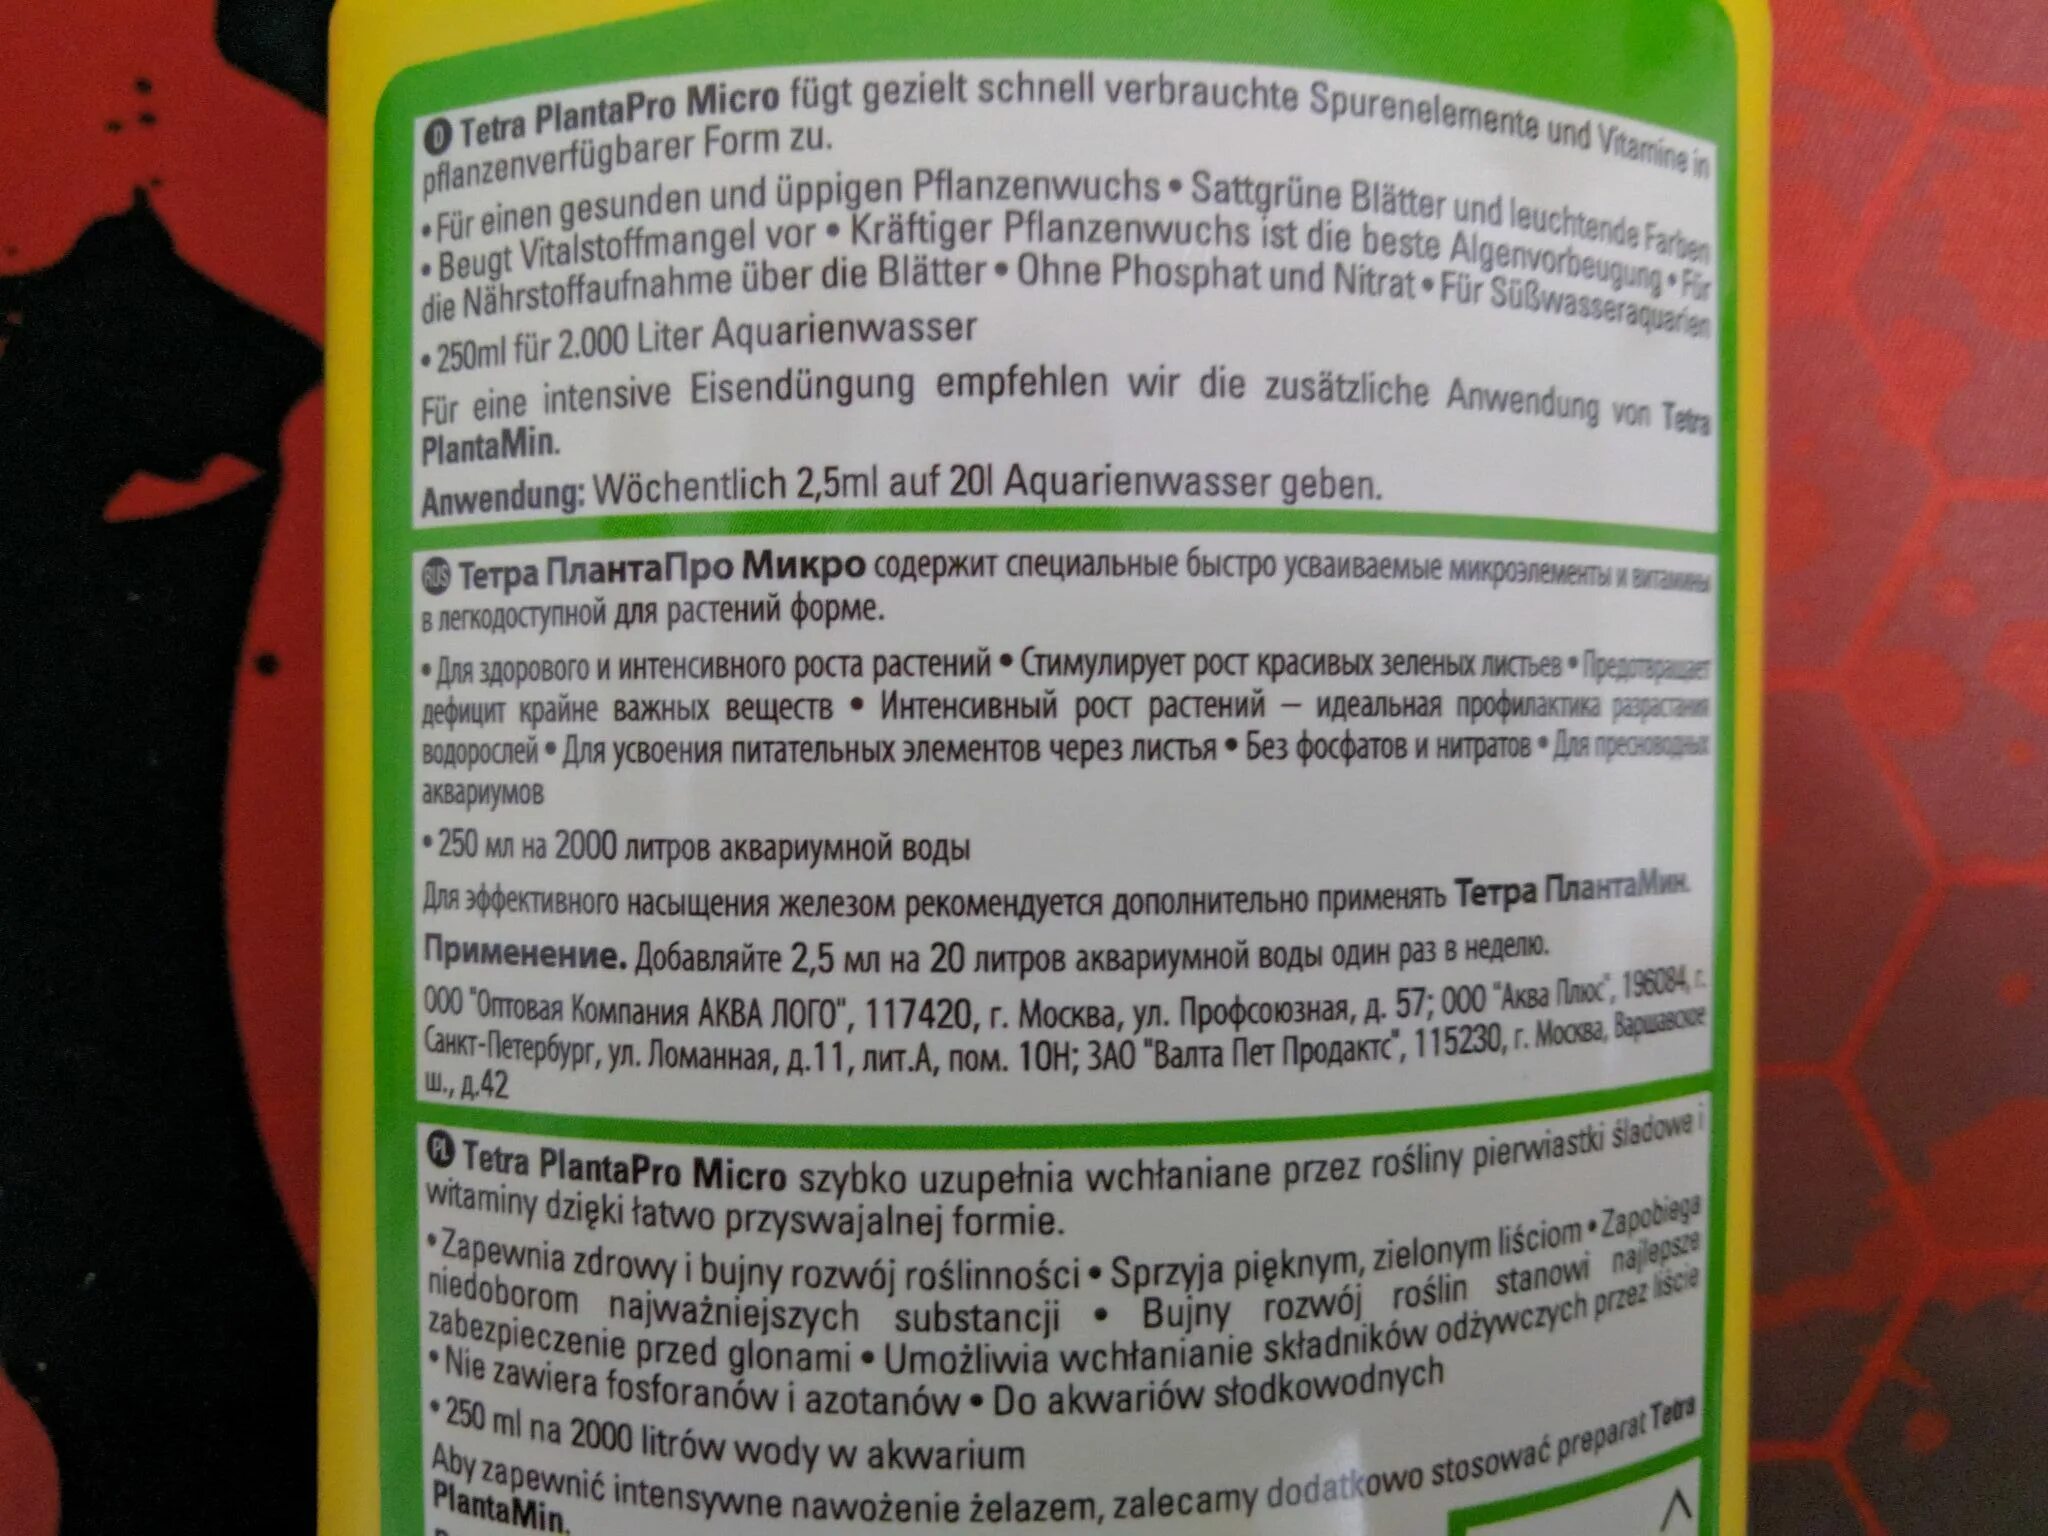 D Tetra PlantaPro Micro fügt gezielt schnell verbrauchte Spurenelemente und Vitamine in
pflanzenverfügbarer Form zu.
• Für einen gesunden und üppigen Pflanzenwuchs • Sattgrüne Blätter und leuchtende Farben
• Beugt Vitalstoffmangel vor • Kräftiger Pflanzenwuchs ist die beste Algenvorbeugung • Für
die Nährstoffaufnahme über die Blätter • Ohne Phosphat und Nitrat • Für Süßwasseraquarien
• 250ml für 2.000 Liter Aquarienwasser
Für eine intensive Eisendüngung empfehlen wir die zusätzliche Anwendung von Tetra
PlantaMin.
Anwendung: Wöchentlich 2,5ml auf 20l Aquarienwasser geben.
RUS Тетра ПлантаПро Микро содержит специальные быстро усваиваемые микроэлементы и витамины
в легкодоступной для растений форме.
• Для здорового и интенсивного роста растений • Стимулирует рост красивых зеленых листьев • Предотвращает
дефицит крайне важных веществ • Интенсивный рост растений – идеальная профилактика разрастания
водорослей • Для усвоения питательных элементов через листья • Без фосфатов и нитратов • Для пресноводных
аквариумов
• 250 мл на 2000 литров аквариумной воды
Для эффективного насыщения железом рекомендуется дополнительно применять Тетра ПлантаМин.
Применение. Добавляйте 2,5 мл на 20 литров аквариумной воды один раз в неделю.
ООО "Оптовая Компания АКВА ЛОГО", 117420, г. Москва, ул. Профсоюзная, д. 57; ООО "Аква Плюс", 196084, г.
Санкт-Петербург, ул. Ломанная, д.11, лит.А, пом. 10Н; ЗАО "Валта Пет Продактс", 115230, г. Москва, Варшавское
ш., д.42
PL Tetra PlantaPro Micro szybko uzupełnia wchłaniane przez rośliny pierwiastki śladowe i
witaminy dzięki łatwo przyswajalnej formie.
• Zapewnia zdrowy i bujny rozwój roślinności • Sprzyja pięknym, zielonym liściom • Zapobiega
niedoborom najważniejszych substancji • Bujny rozwój roślin stanowi najlepsze
zabezpieczenie przed glonami • Umożliwia wchłanianie składników odżywczych przez liście
• Nie zawiera fosforanów i azotanów • Do akwariów słodkowodnych
• 250 ml na 2000 litrów wody w akwarium
Aby zapewnić intensywne nawożenie żelazem, zalecamy dodatkowo stosować preparat Tetra
PlantaMin.